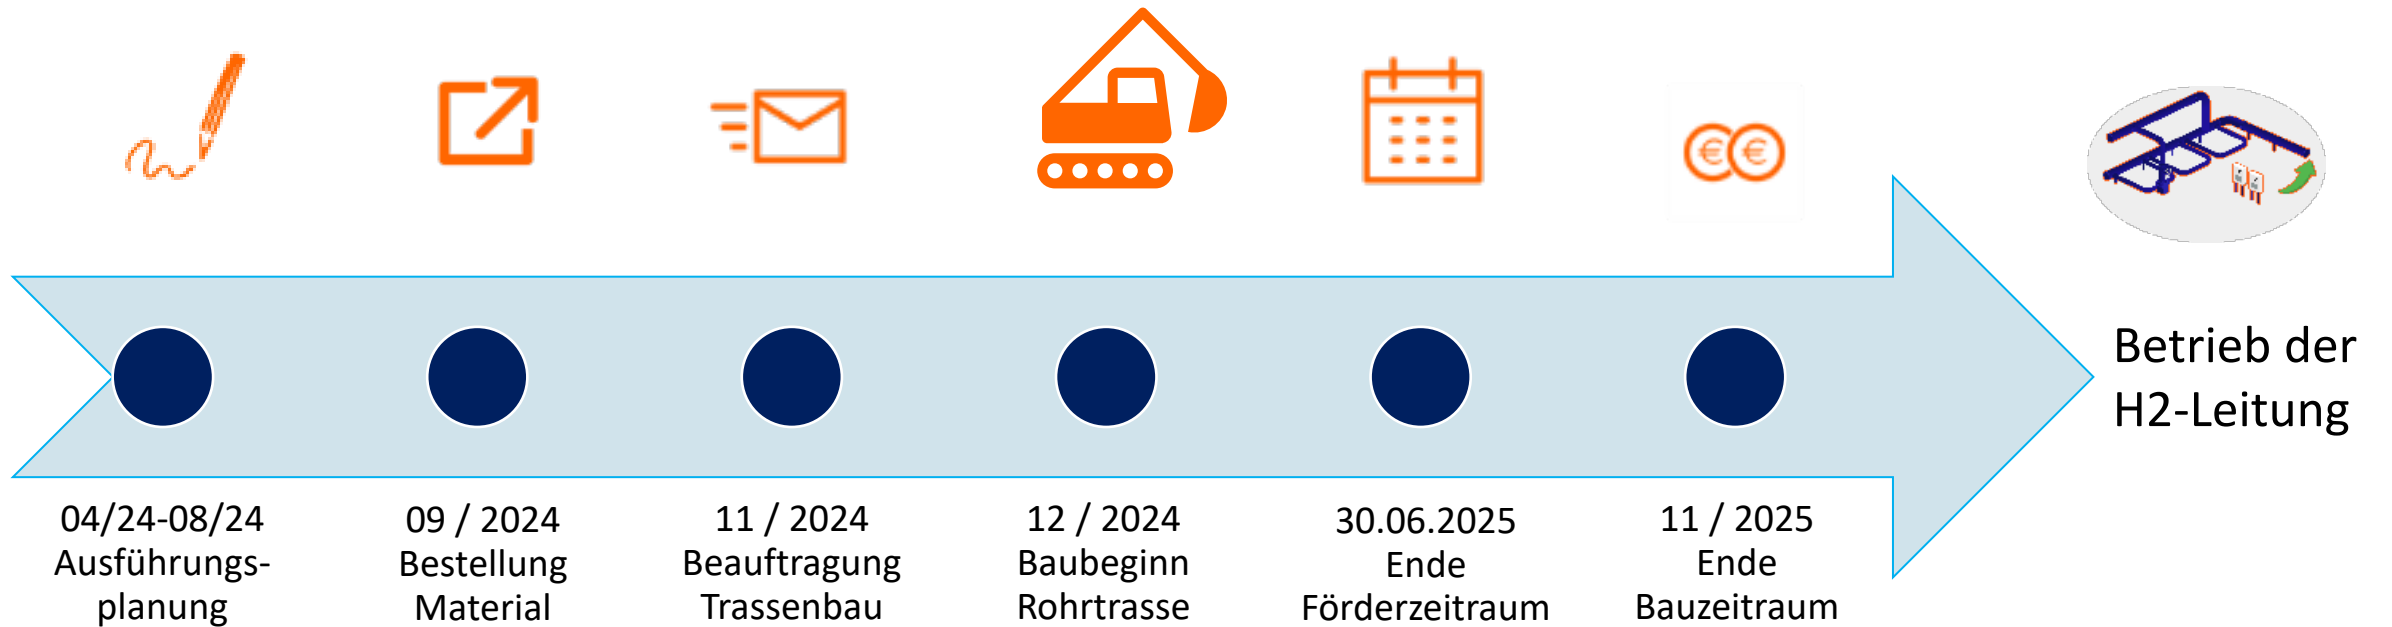 04/24-08/24
Ausführungs-
planung
09 / 2024
Bestellung
Material
11 / 2024
Beauftragung
Trassenbau
12 / 2024
Baubeginn
Rohrtrasse
30.06.2025
Ende
Förderzeitraum
11 / 2025
Ende
Bauzeitraum
Betrieb der
H2-Leitung